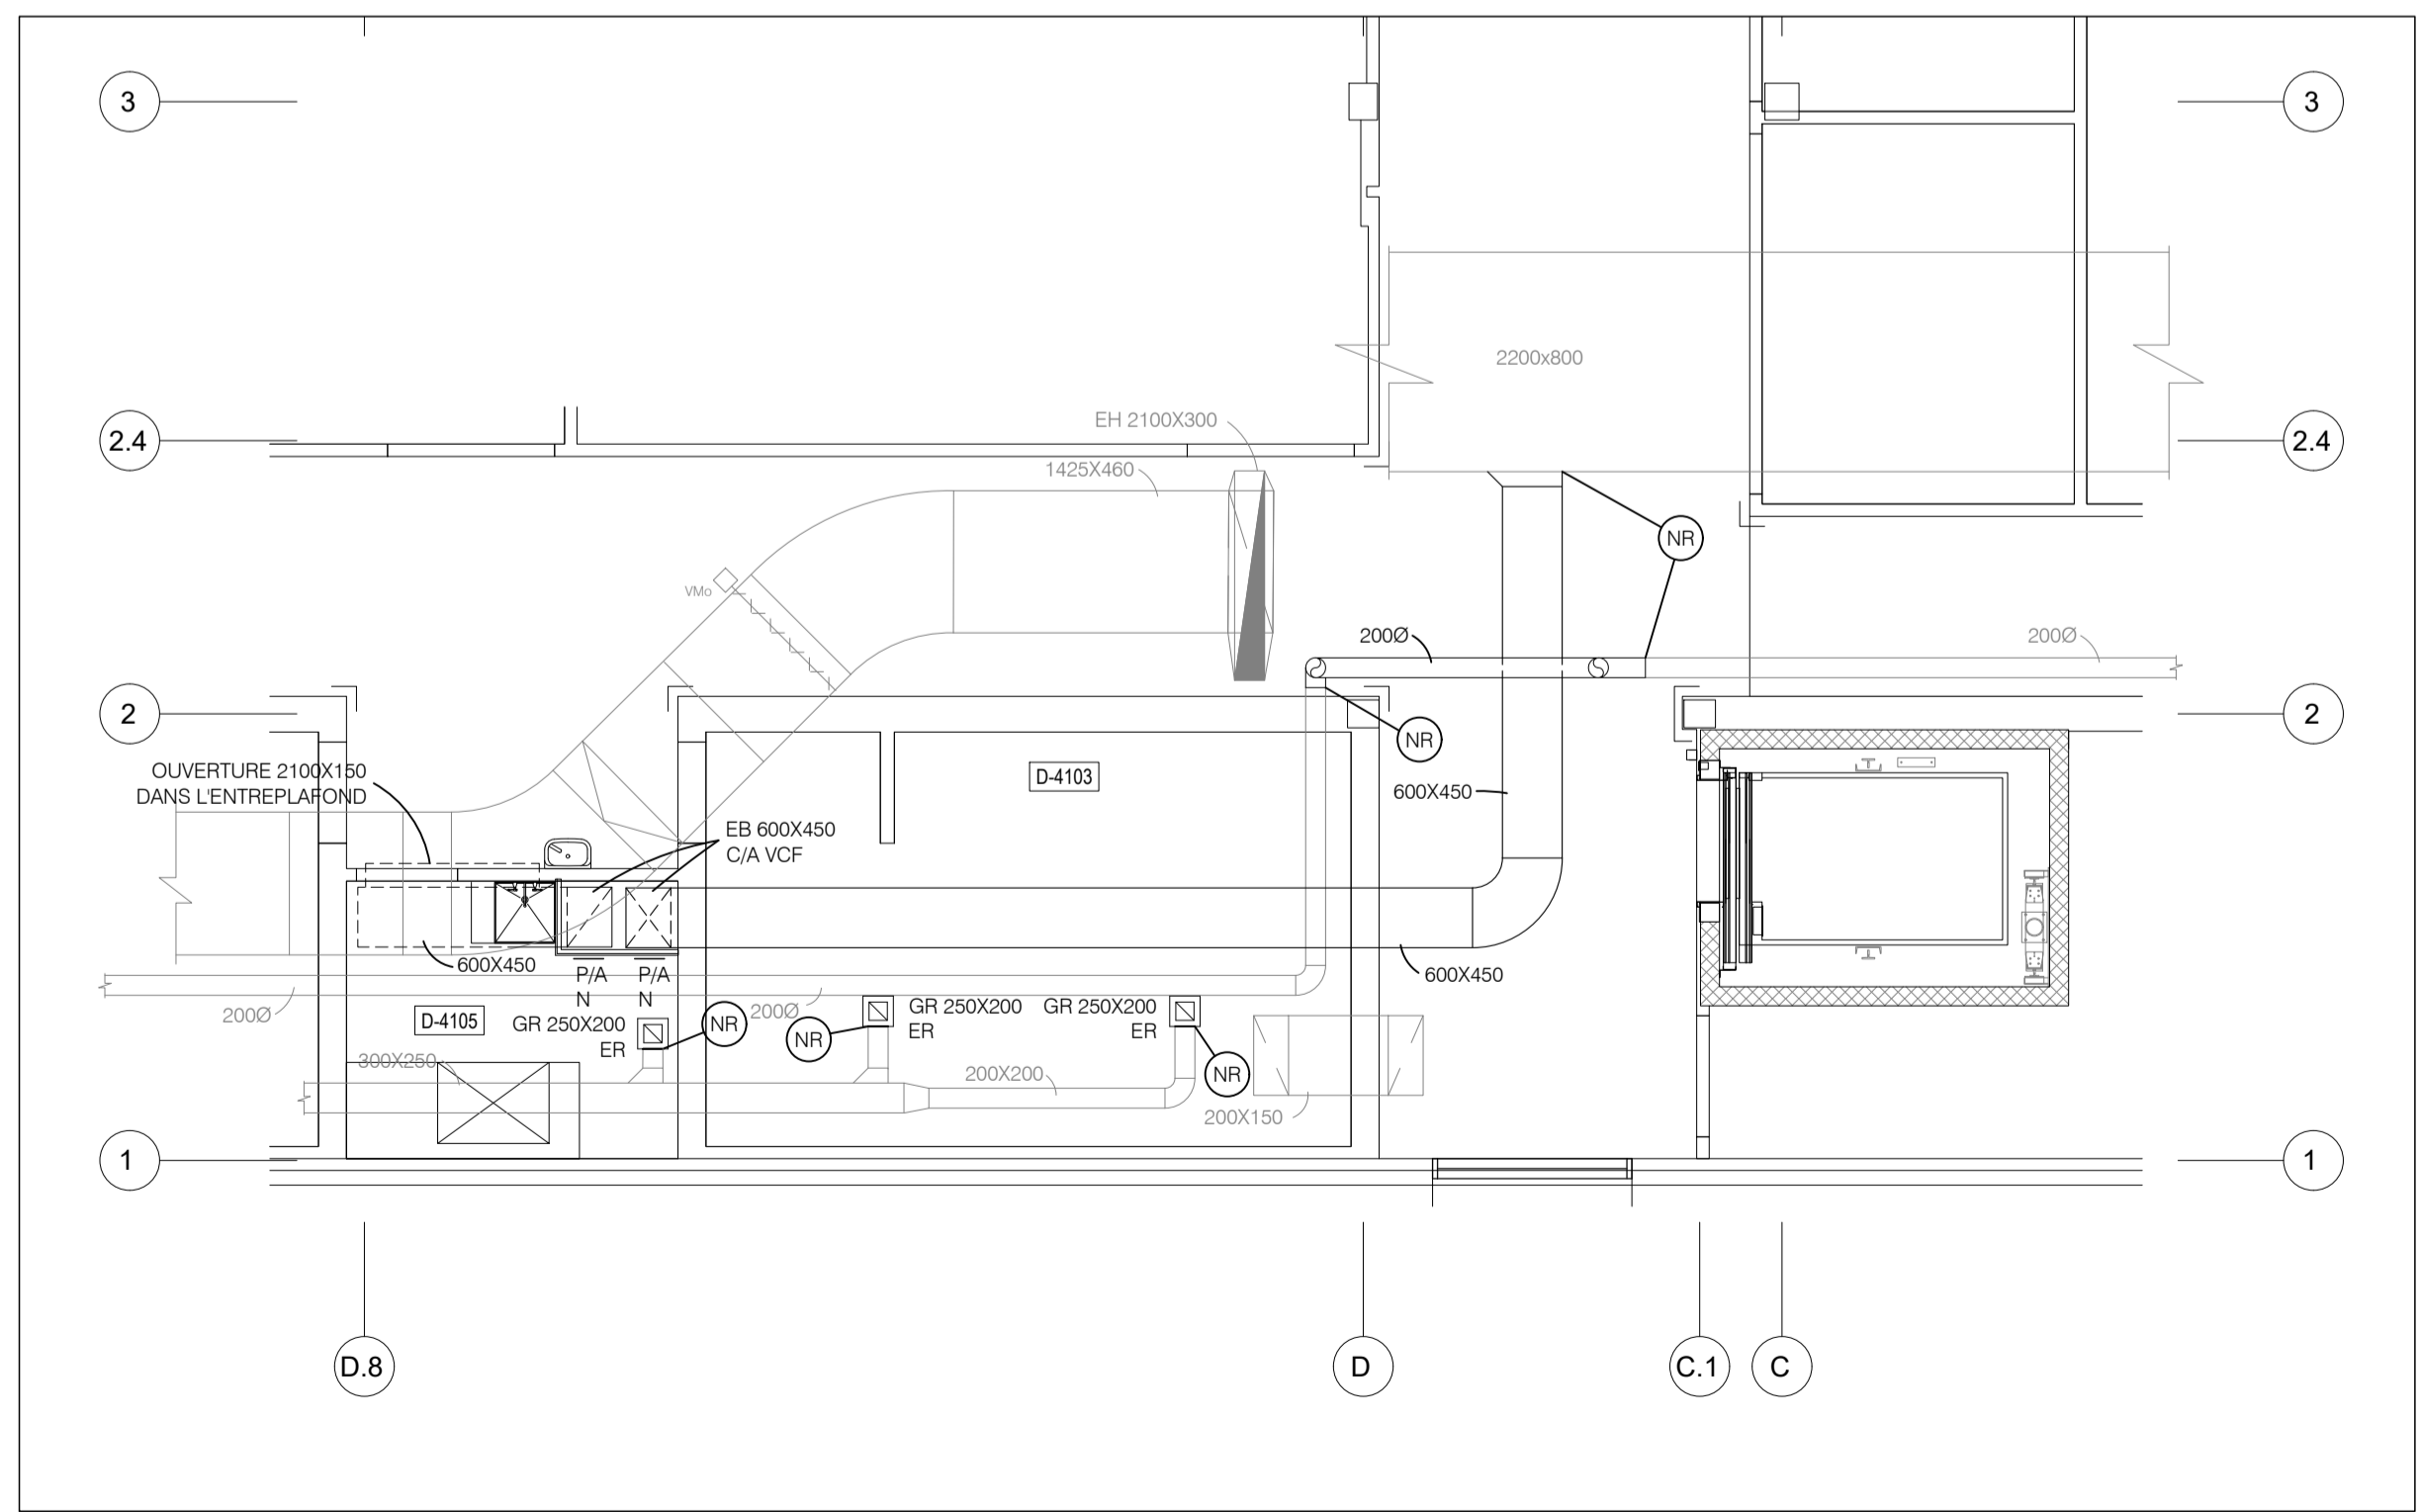 3
3
2200x800
EH 2100X300
2.4
2.4
1425X460
NR
VMo
200Ø
200Ø
2
2
NR
OUVERTURE 2100X150
DANS L'ENTREPLAFOND
D-4103
600X450
EB 600X450
C/A VCF
600X450
P/A
N
P/A
N
600X450
200Ø
D-4105
GR 250X200
ER
NR
200Ø
NR
GR 250X200
ER
GR 250X200
ER
NR
300X250
200X200
200X150
1
1
D.8
D
C.1
C